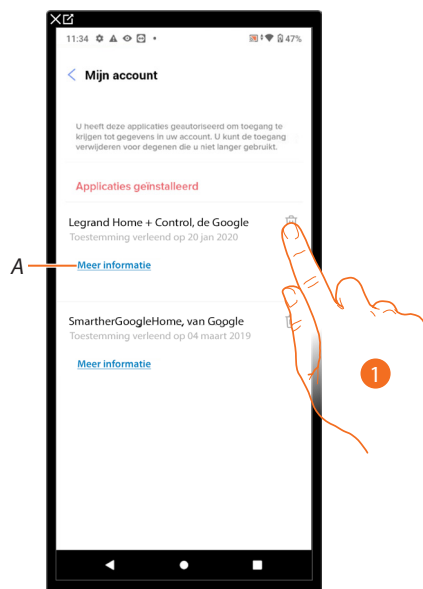 11:34
47%
Mijn account
U heeft deze applicaties geautoriseerd om toegang te
krijgen tot gegevens in uw account. U kunt de toegang
verwijderen voor degenen die u niet langer gebruikt.
Applicaties geïnstalleerd
Legrand Home + Control, de Google
Toestemming verleend op 20 jan 2020
A
Meer informatie
SmartherGoogleHome, van Google
Toestemming verleend op 04 maart 2019
Meer informatie
1